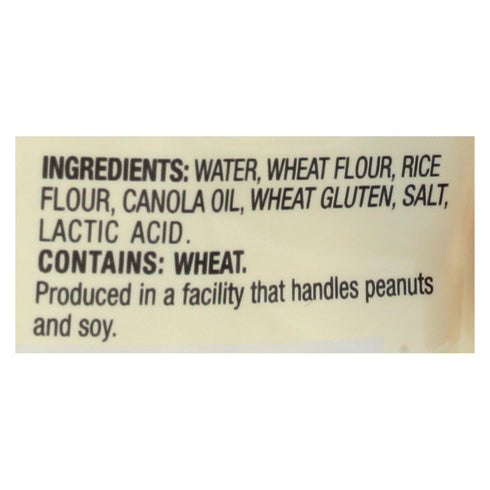 INGREDIENTS: WATER, WHEAT FLOUR, RICE
FLOUR, CANOLA OIL, WHEAT GLUTEN, SALT,
LACTIC ACID.
CONTAINS: WHEAT.
Produced in a facility that handles peanuts
and soy.